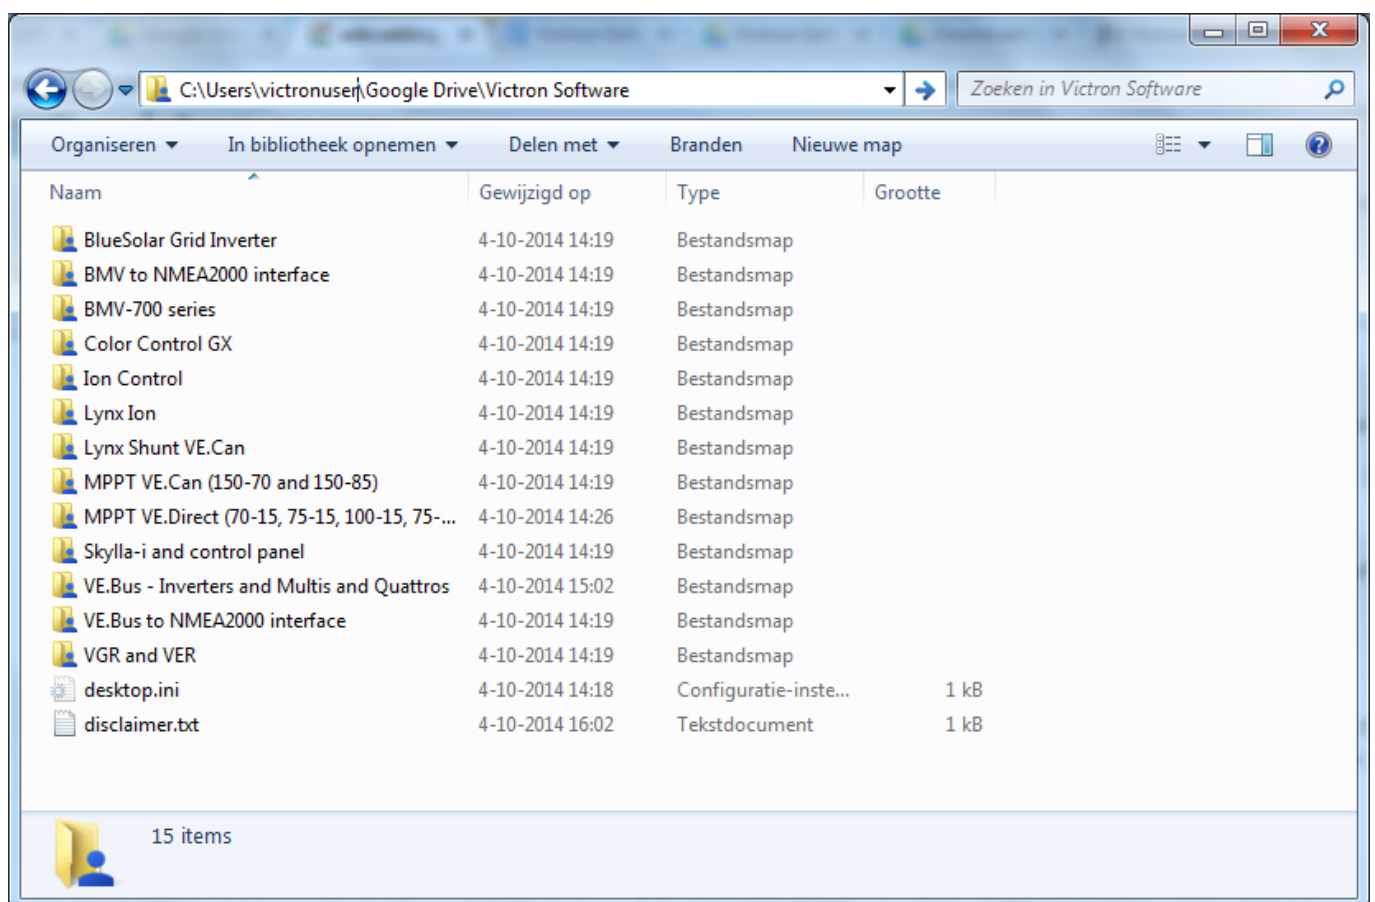 C:\Users\victronuser\Google Drive\Victron Software
Zoeken in Victron Software
Organiseren In bibliotheek opnemen Delen met Branden Nieuwe map
Naam Gewijzigd op Type Grootte
BlueSolar Grid Inverter 4-10-2014 14:19 Bestandsmap
BMV to NMEA2000 interface 4-10-2014 14:19 Bestandsmap
BMV-700 series 4-10-2014 14:19 Bestandsmap
Color Control GX 4-10-2014 14:19 Bestandsmap
Ion Control 4-10-2014 14:19 Bestandsmap
Lynx Ion 4-10-2014 14:19 Bestandsmap
Lynx Shunt VE.Can 4-10-2014 14:19 Bestandsmap
MPPT VE.Can (150-70 and 150-85) 4-10-2014 14:19 Bestandsmap
MPPT VE.Direct (70-15, 75-15, 100-15, 75-... 4-10-2014 14:26 Bestandsmap
Skylla-i and control panel 4-10-2014 14:19 Bestandsmap
VE.Bus - Inverters and Multis and Quattros 4-10-2014 15:02 Bestandsmap
VE.Bus to NMEA2000 interface 4-10-2014 14:19 Bestandsmap
VGR and VER 4-10-2014 14:19 Bestandsmap
desktop.ini 4-10-2014 14:18 Configuratie-inste... 1 kB
disclaimer.txt 4-10-2014 16:02 Tekstdocument 1 kB
15 items